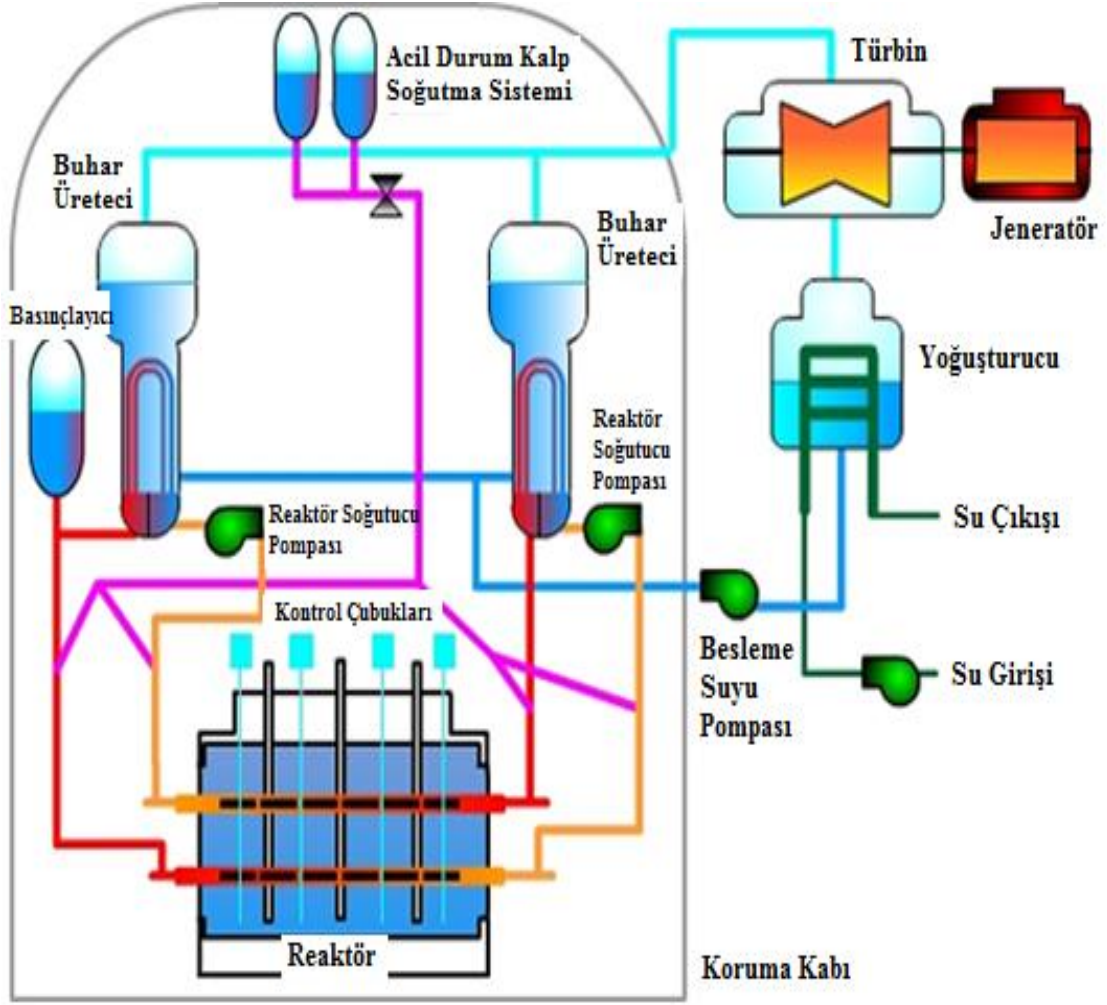 Acil Durum Kalp
Soğutma Sistemi
Türbin
Buhar
Üreteci
Buhar
Üreteci
Jeneratör
Basınçlayıcı
Yoğuşturucu
Reaktör
Soğutucu
Pompası
Reaktör Soğutucu
Pompası
Su Çıkışı
Kontrol Çubukları
Besleme
Suyu
Pompası
Su Girişi
Reaktör
Koruma Kabı